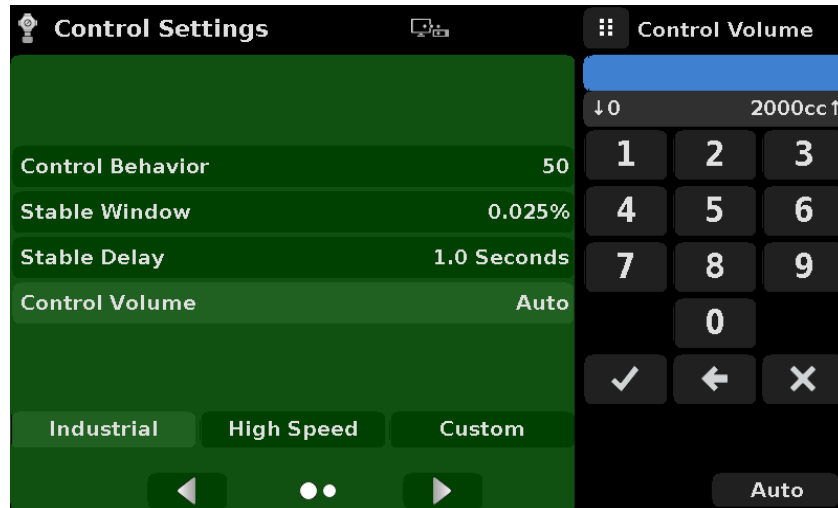 Control Settings
Control Behavior 50
Stable Window 0.025%
Stable Delay 1.0 Seconds
Control Volume Auto
Industrial High Speed Custom
Control Volume
↓0 2000cc↑
1 2 3
4 5 6
7 8 9
0
Auto